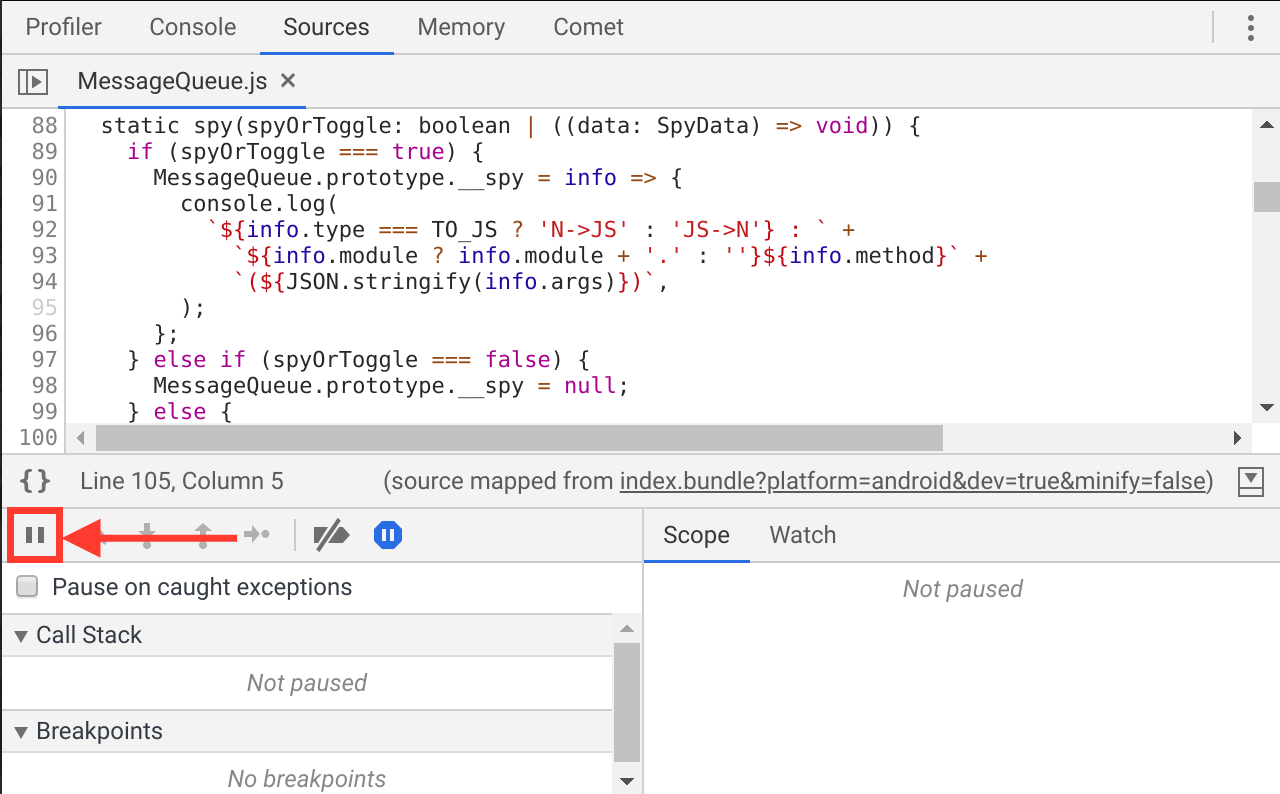 Profiler Console Sources Memory Comet
MessageQueue.js ×
88 static spy(spyOrToggle: boolean | ((data: SpyData) => void)) {
89 if (spyOrToggle === true) {
90 MessageQueue.prototype.__spy = info => {
91 console.log(
92 `${info.type === TO_JS ? 'N->JS' : 'JS->N'} : ` +
93 `${info.module ? info.module + '.' : ''}${info.method}` +
94 `(${JSON.stringify(info.args)})`,
95 );
96 };
97 } else if (spyOrToggle === false) {
98 MessageQueue.prototype.__spy = null;
99 } else {
100
{} Line 105, Column 5 (source mapped from index.bundle?platform=android&dev=true&minify=false)
Scope Watch
Pause on caught exceptions
Not paused
Call Stack
Not paused
Breakpoints
No breakpoints